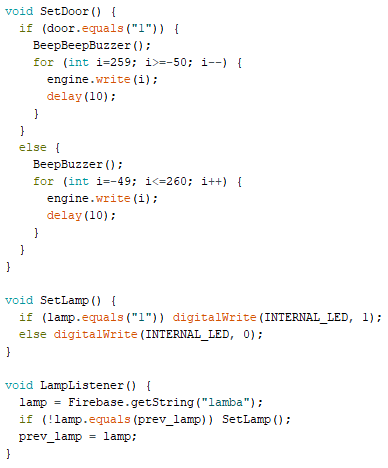 void SetDoor() {
  if (door.equals("1")) {
    BeepBeepBuzzer();
    for (int i=259; i>=-50; i--) {
      engine.write(i);
      delay(10);
    }
  }
  else {
    BeepBuzzer();
    for (int i=-49; i<=260; i++) {
      engine.write(i);
      delay(10);
    }
  }
}

void SetLamp() {
  if (lamp.equals("1")) digitalWrite(INTERNAL_LED, 1);
  else digitalWrite(INTERNAL_LED, 0);
}

void LampListener() {
  lamp = Firebase.getString("lamba");
  if (!lamp.equals(prev_lamp)) SetLamp();
  prev_lamp = lamp;
}